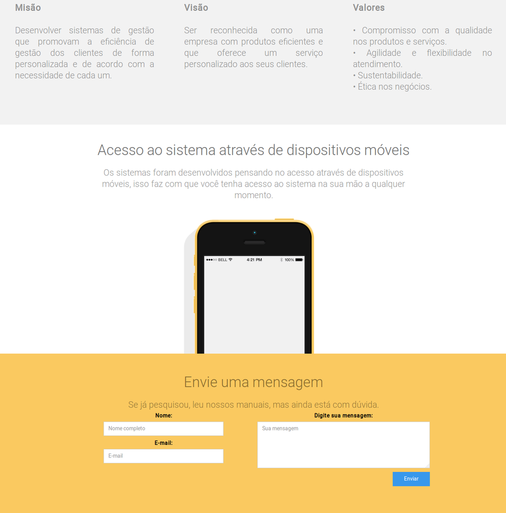 Misão
Desenvolver sistemas de gestão
que promovam a eficiência de
gestão dos clientes de forma
personalizada e de acordo com a
necessidade de cada um.
Visão
Ser reconhecida como uma
empresa com produtos eficientes e
que oferece um serviço
personalizado aos seus clientes.
Valores
• Compromisso com a qualidade
nos produtos e serviços.
• Agilidade e flexibilidade no
atendimento.
• Sustentabilidade.
• Ética nos negócios.
Acesso ao sistema através de dispositivos móveis
Os sistemas foram desenvolvidos pensando no acesso através de dispositivos
móveis, isso faz com que você tenha acesso ao sistema na sua mão a qualquer
momento.
BELL 4:21 PM 100%
Envie uma mensagem
Se já pesquisou, leu nossos manuais, mas ainda está com dúvida.
Nome:
Nome completo
E-mail:
E-mail
Digite sua mensagem:
Sua mensagem
Enviar